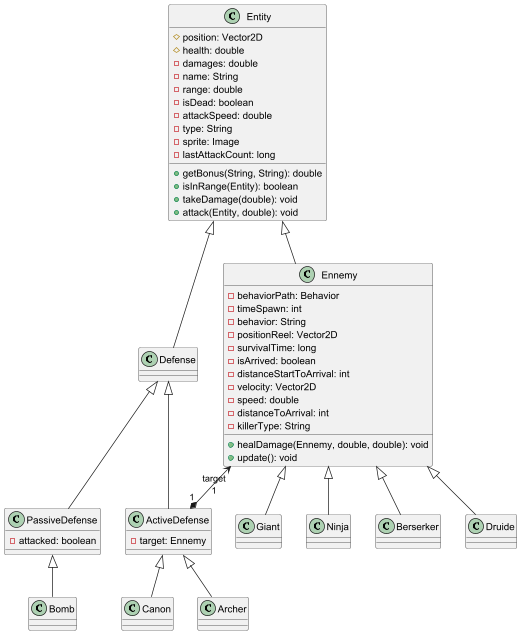 C Entity
position: Vector2D
health: double
damages: double
name: String
range: double
isDead: boolean
attackSpeed: double
type: String
sprite: Image
lastAttackCount: long
getBonus(String, String): double
isInRange(Entity): boolean
takeDamage(double): void
attack(Entity, double): void
C Ennemy
behaviorPath: Behavior
timeSpawn: int
behavior: String
positionReel: Vector2D
survivalTime: long
isArrived: boolean
distanceStartToArrival: int
velocity: Vector2D
speed: double
distanceToArrival: int
killerType: String
healDamage(Ennemy, double, double): void
update(): void
C Defense
target
1
1
C PassiveDefense
attacked: boolean
C ActiveDefense
target: Ennemy
C Giant
C Ninja
C Berserker
C Druide
C Bomb
C Canon
C Archer